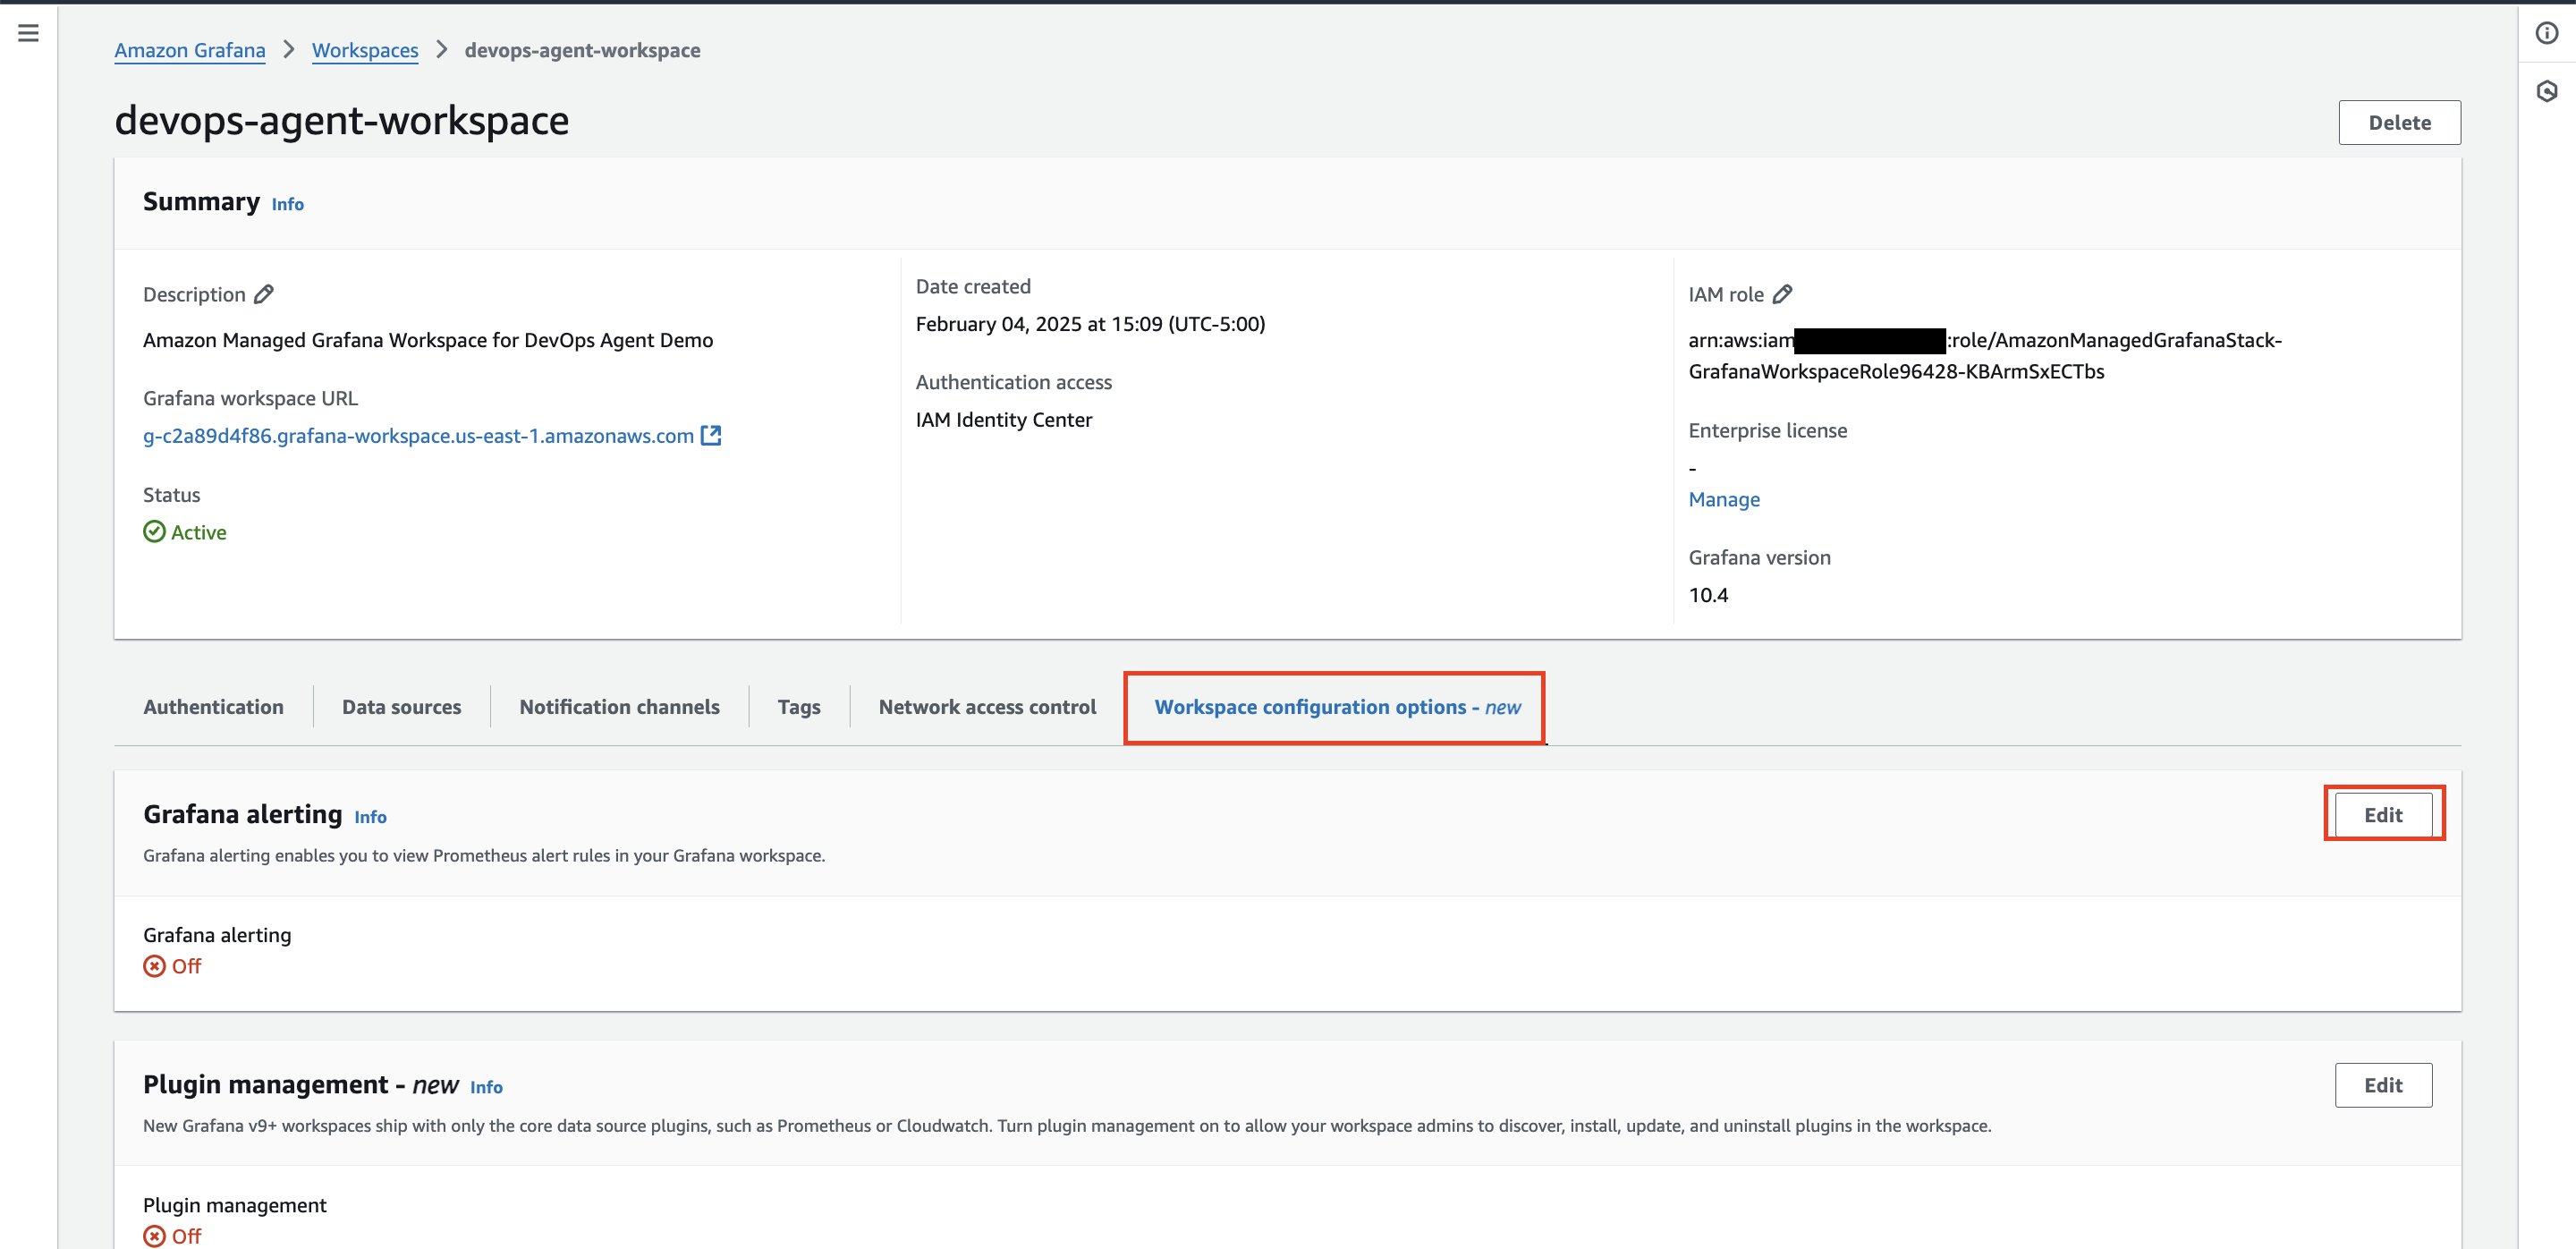 Amazon Grafana > Workspaces > devops-agent-workspace
devops-agent-workspace
Delete
Summary Info
Description
Amazon Managed Grafana Workspace for DevOps Agent Demo
Grafana workspace URL
g-c2a89d4f86.grafana-workspace.us-east-1.amazonaws.com
Status
Active
Date created
February 04, 2025 at 15:09 (UTC-5:00)
Authentication access
IAM Identity Center
IAM role
arn:aws:iam :role/AmazonManagedGrafanaStack-
GrafanaWorkspaceRole96428-KBArmSxECTbs
Enterprise license
-
Manage
Grafana version
10.4
Authentication
Data sources
Notification channels
Tags
Network access control
Workspace configuration options - new
Grafana alerting Info
Edit
Grafana alerting enables you to view Prometheus alert rules in your Grafana workspace.
Grafana alerting
Off
Plugin management - new Info
Edit
New Grafana v9+ workspaces ship with only the core data source plugins, such as Prometheus or Cloudwatch. Turn plugin management on to allow your workspace admins to discover, install, update, and uninstall plugins in the workspace.
Plugin management
Off